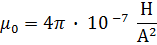 μ₀ = 4π · 10⁻⁷ H/A²